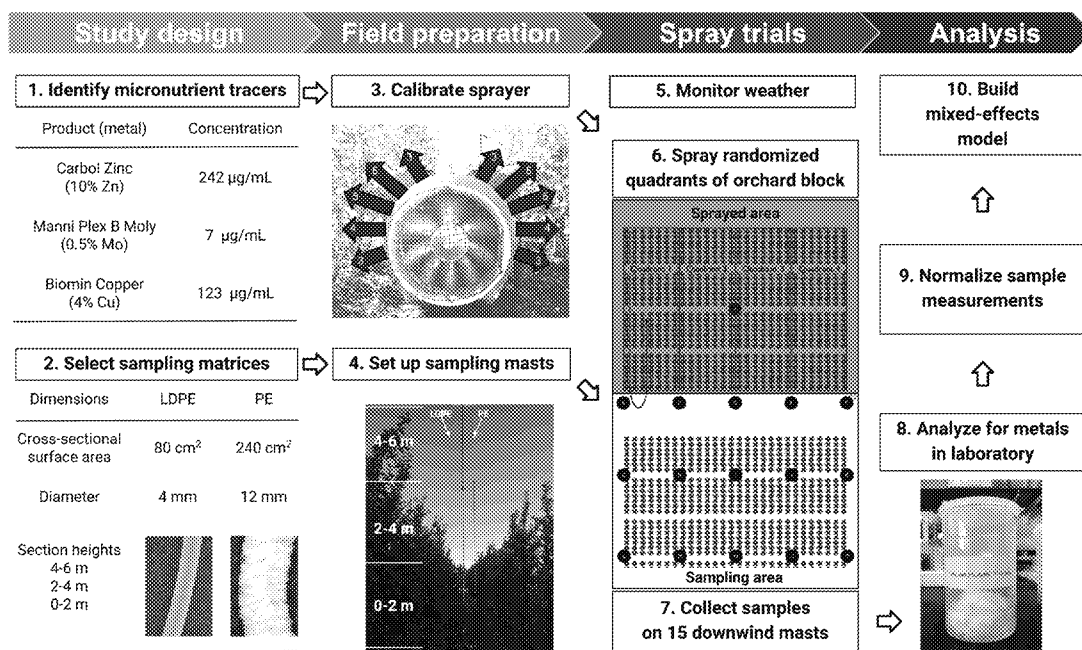 Study design
Field preparation
Spray trials
Analysis
1. Identify micronutrient tracers
Product (metal) Concentration
Carbol Zinc
(10% Zn)
242 µg/mL
Manni Plex B Moly
(0.5% Mo)
7 µg/mL
Biomin Copper
(4% Cu)
123 µg/mL
2. Select sampling matrices
Dimensions LDPE PE
Cross-sectional
surface area
80 cm² 240 cm²
Diameter 4 mm 12 mm
Section heights
4-6 m
2-4 m
0-2 m
3. Calibrate sprayer
4. Set up sampling masts
LDPE PE
4-6 m
2-4 m
0-2 m
5. Monitor weather
6. Spray randomized
quadrants of orchard block
Sprayed area
Sampling area
7. Collect samples
on 15 downwind masts
8. Analyze for metals
in laboratory
9. Normalize sample
measurements
10. Build
mixed-effects
model